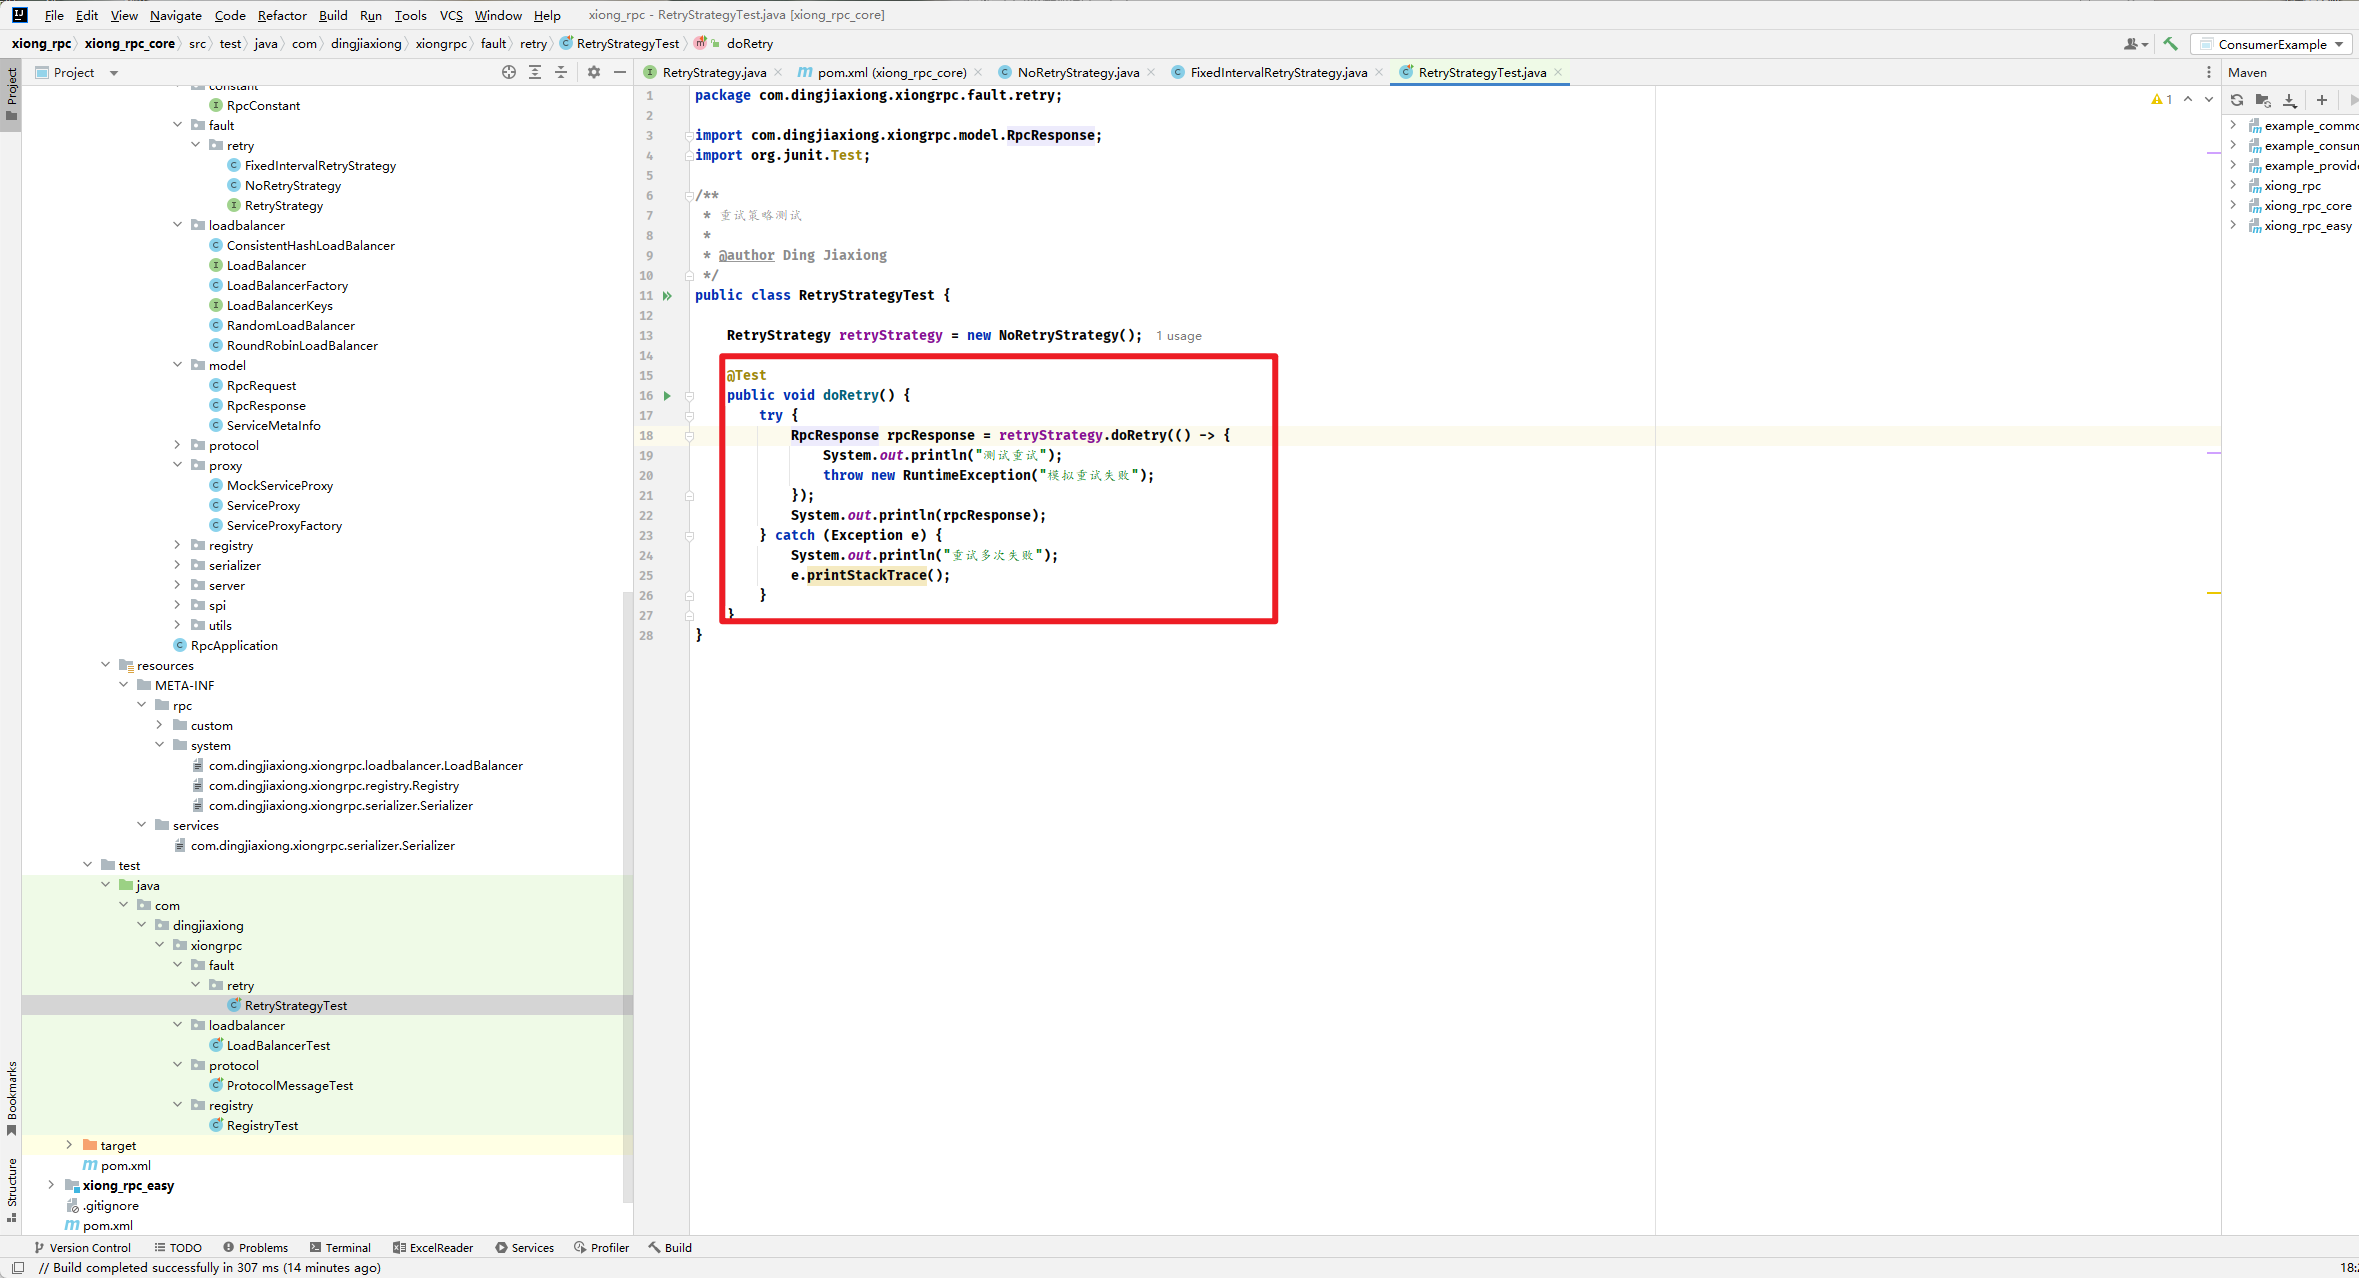 File Edit View Navigate Code Refactor Build Run Tools VCS Window Help xiong_rpc - RetryStrategyTest.java [xiong_rpc_core]
xiong_rpc xiong_rpc_core src test java com dingjiaxiong xiongrpc fault retry RetryStrategyTest doRetry ConsumerExample
Project
Project
constant
RpcConstant
fault
retry
FixedIntervalRetryStrategy
NoRetryStrategy
RetryStrategy
loadbalancer
ConsistentHashLoadBalancer
LoadBalancer
LoadBalancerFactory
LoadBalancerKeys
RandomLoadBalancer
RoundRobinLoadBalancer
model
RpcRequest
RpcResponse
ServiceMetaInfo
protocol
proxy
MockServiceProxy
ServiceProxy
ServiceProxyFactory
registry
serializer
server
spi
utils
RpcApplication
resources
META-INF
rpc
custom
system
com.dingjiaxiong.xiongrpc.loadbalancer.LoadBalancer
com.dingjiaxiong.xiongrpc.registry.Registry
com.dingjiaxiong.xiongrpc.serializer.Serializer
services
com.dingjiaxiong.xiongrpc.serializer.Serializer
test
java
com
dingjiaxiong
xiongrpc
fault
retry
RetryStrategyTest
loadbalancer
LoadBalancerTest
protocol
ProtocolMessageTest
registry
RegistryTest
target
pom.xml
xiong_rpc_easy
.gitignore
pom.xml
Bookmarks
Structure
RetryStrategy.java pom.xml (xiong_rpc_core) NoRetryStrategy.java FixedIntervalRetryStrategy.java RetryStrategyTest.java
1 package com.dingjiaxiong.xiongrpc.fault.retry;
2
3 import com.dingjiaxiong.xiongrpc.model.RpcResponse;
4 import org.junit.Test;
5
6 /**
7 * 重试策略测试
8 *
9 * @author Ding Jiaxiong
10 */
11 public class RetryStrategyTest {
12
13 RetryStrategy retryStrategy = new NoRetryStrategy(); 1 usage
14
15 @Test
16 public void doRetry() {
17 try {
18 RpcResponse rpcResponse = retryStrategy.doRetry(() -> {
19 System.out.println("测试重试");
20 throw new RuntimeException("模拟重试失败");
21 });
22 System.out.println(rpcResponse);
23 } catch (Exception e) {
24 System.out.println("重试多次失败");
25 e.printStackTrace();
26 }
27 }
28 }
1
Maven
example_commo
example_consun
example_provide
xiong_rpc
xiong_rpc_core
xiong_rpc_easy
Version Control TODO Problems Terminal ExcelReader Services Profiler Build
// Build completed successfully in 307 ms (14 minutes ago)